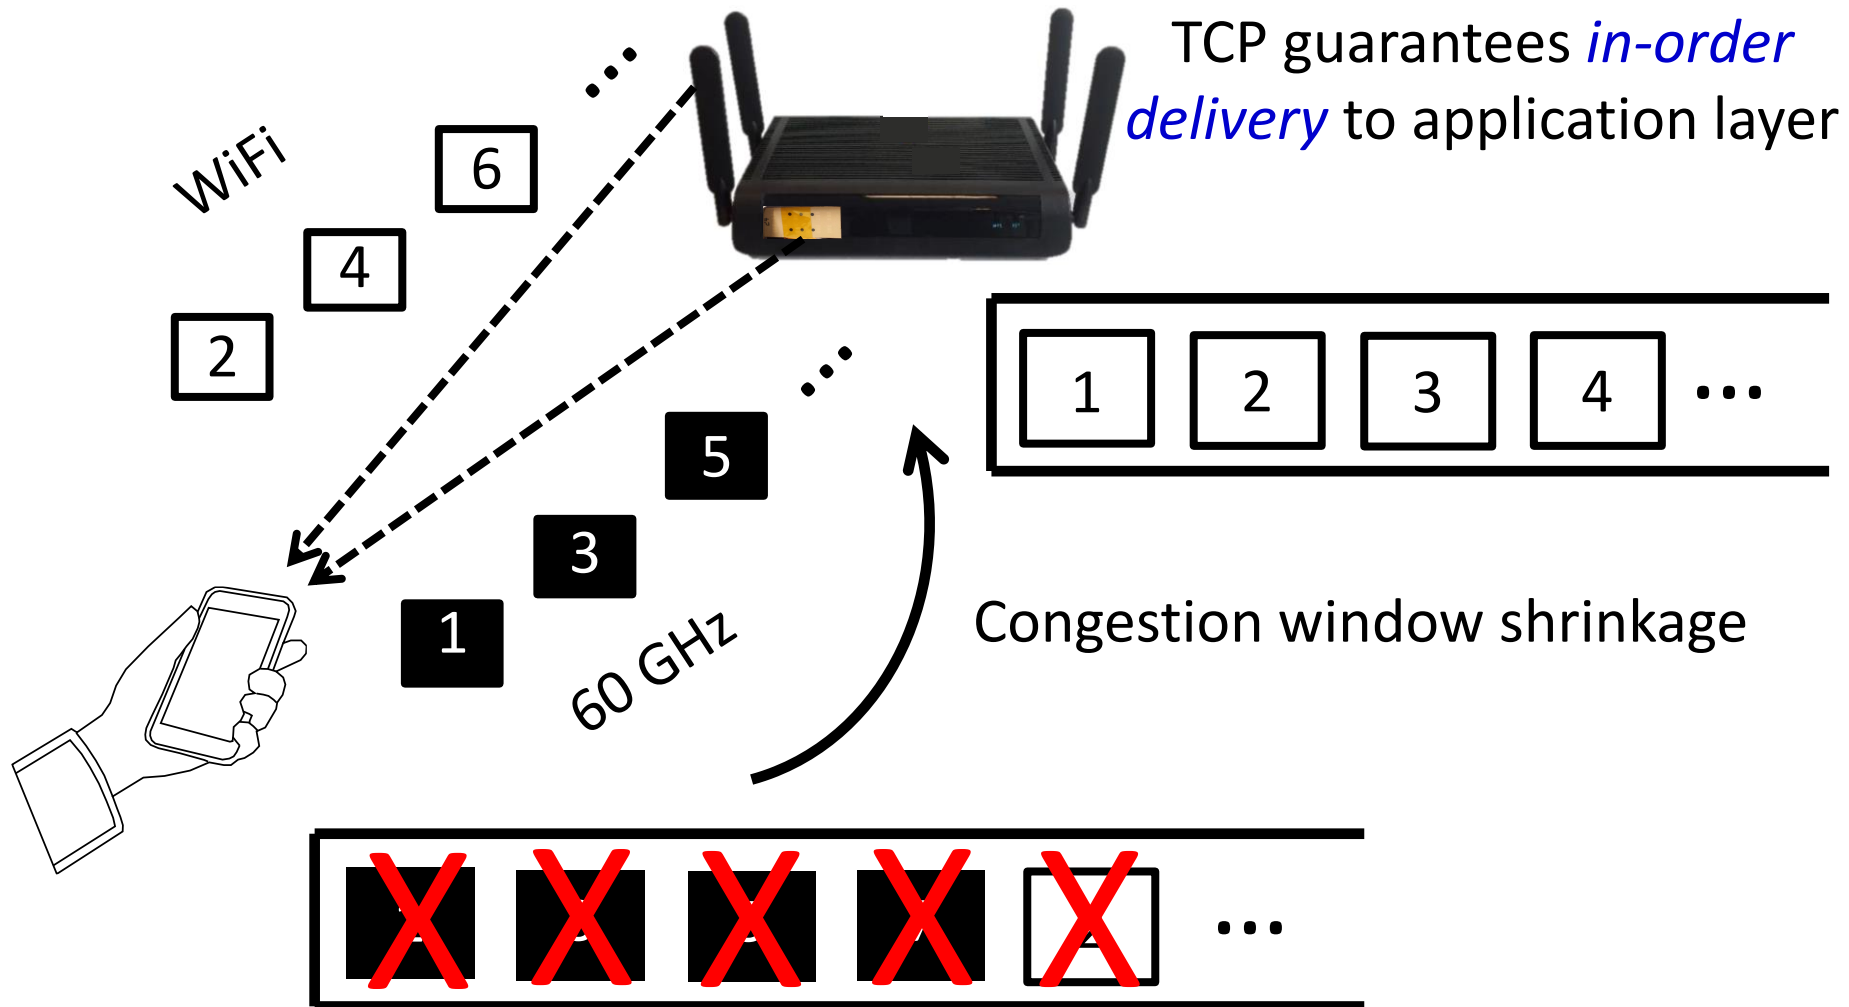 TCP guarantees in-order
delivery to application layer
WiFi
6
4
2
...
1 2 3 4 ...
5
3
1
...
60 GHz
Congestion window shrinkage
...